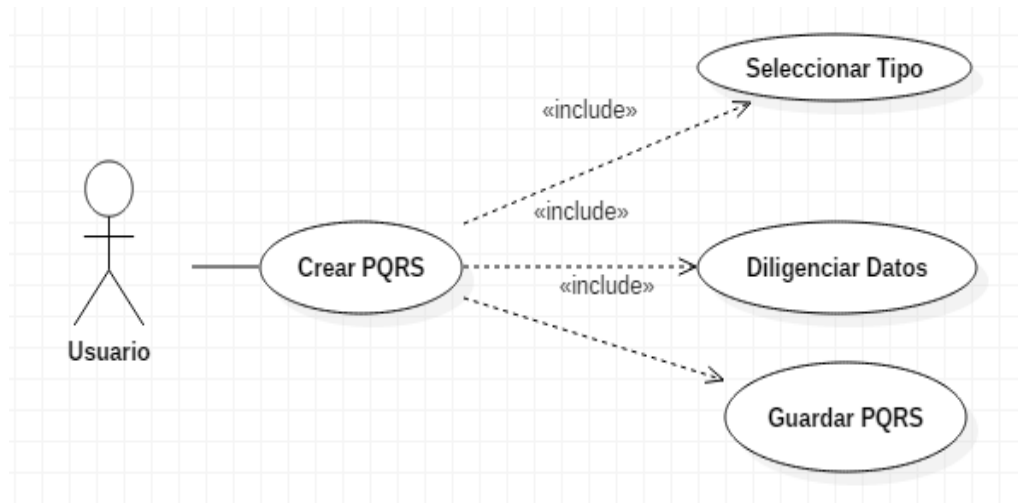 Seleccionar Tipo
«include»
«include»
Crear PQRS
Diligenciar Datos
«include»
Usuario
Guardar PQRS